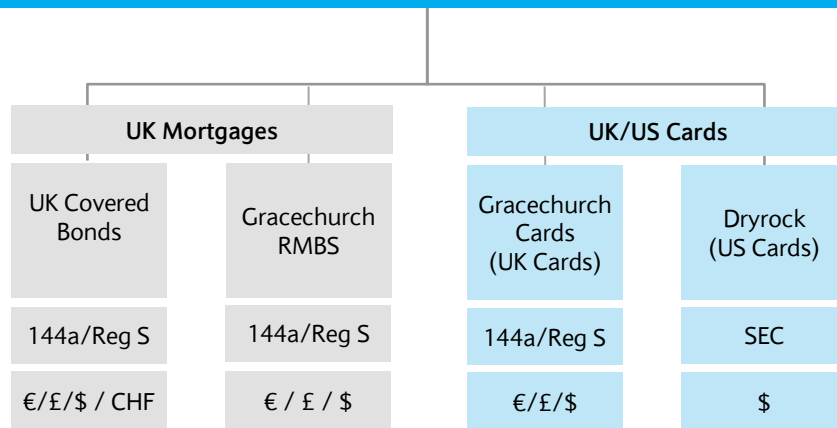 UK Mortgages
UK/US Cards
UK Covered
Bonds
Gracechurch
RMBS
Gracechurch
Cards
(UK Cards)
Dryrock
(US Cards)
144a/Reg S
144a/Reg S
144a/Reg S
SEC
€/£/$ / CHF
€ / £ / $
€/£/$
$